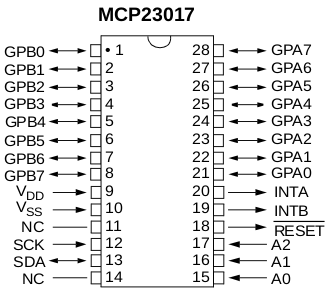 MCP23017
GPB0 1 28 GPA7
GPB1 2 27 GPA6
GPB2 3 26 GPA5
GPB3 4 25 GPA4
GPB4 5 24 GPA3
GPB5 6 23 GPA2
GPB6 7 22 GPA1
GPB7 8 21 GPA0
VDD 9 20 INTA
VSS 10 19 INTB
NC 11 18 RESET
SCK 12 17 A2
SDA 13 16 A1
NC 14 15 A0